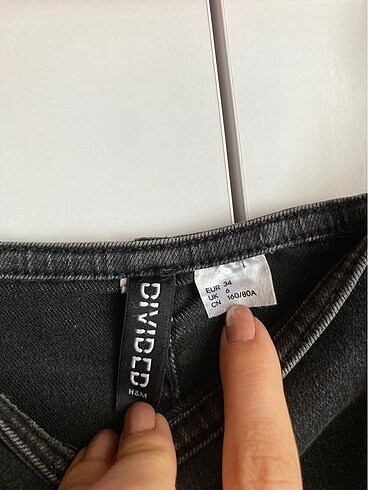 DIVIDED
H&M
EUR 34
UK 6
CN 160/80A